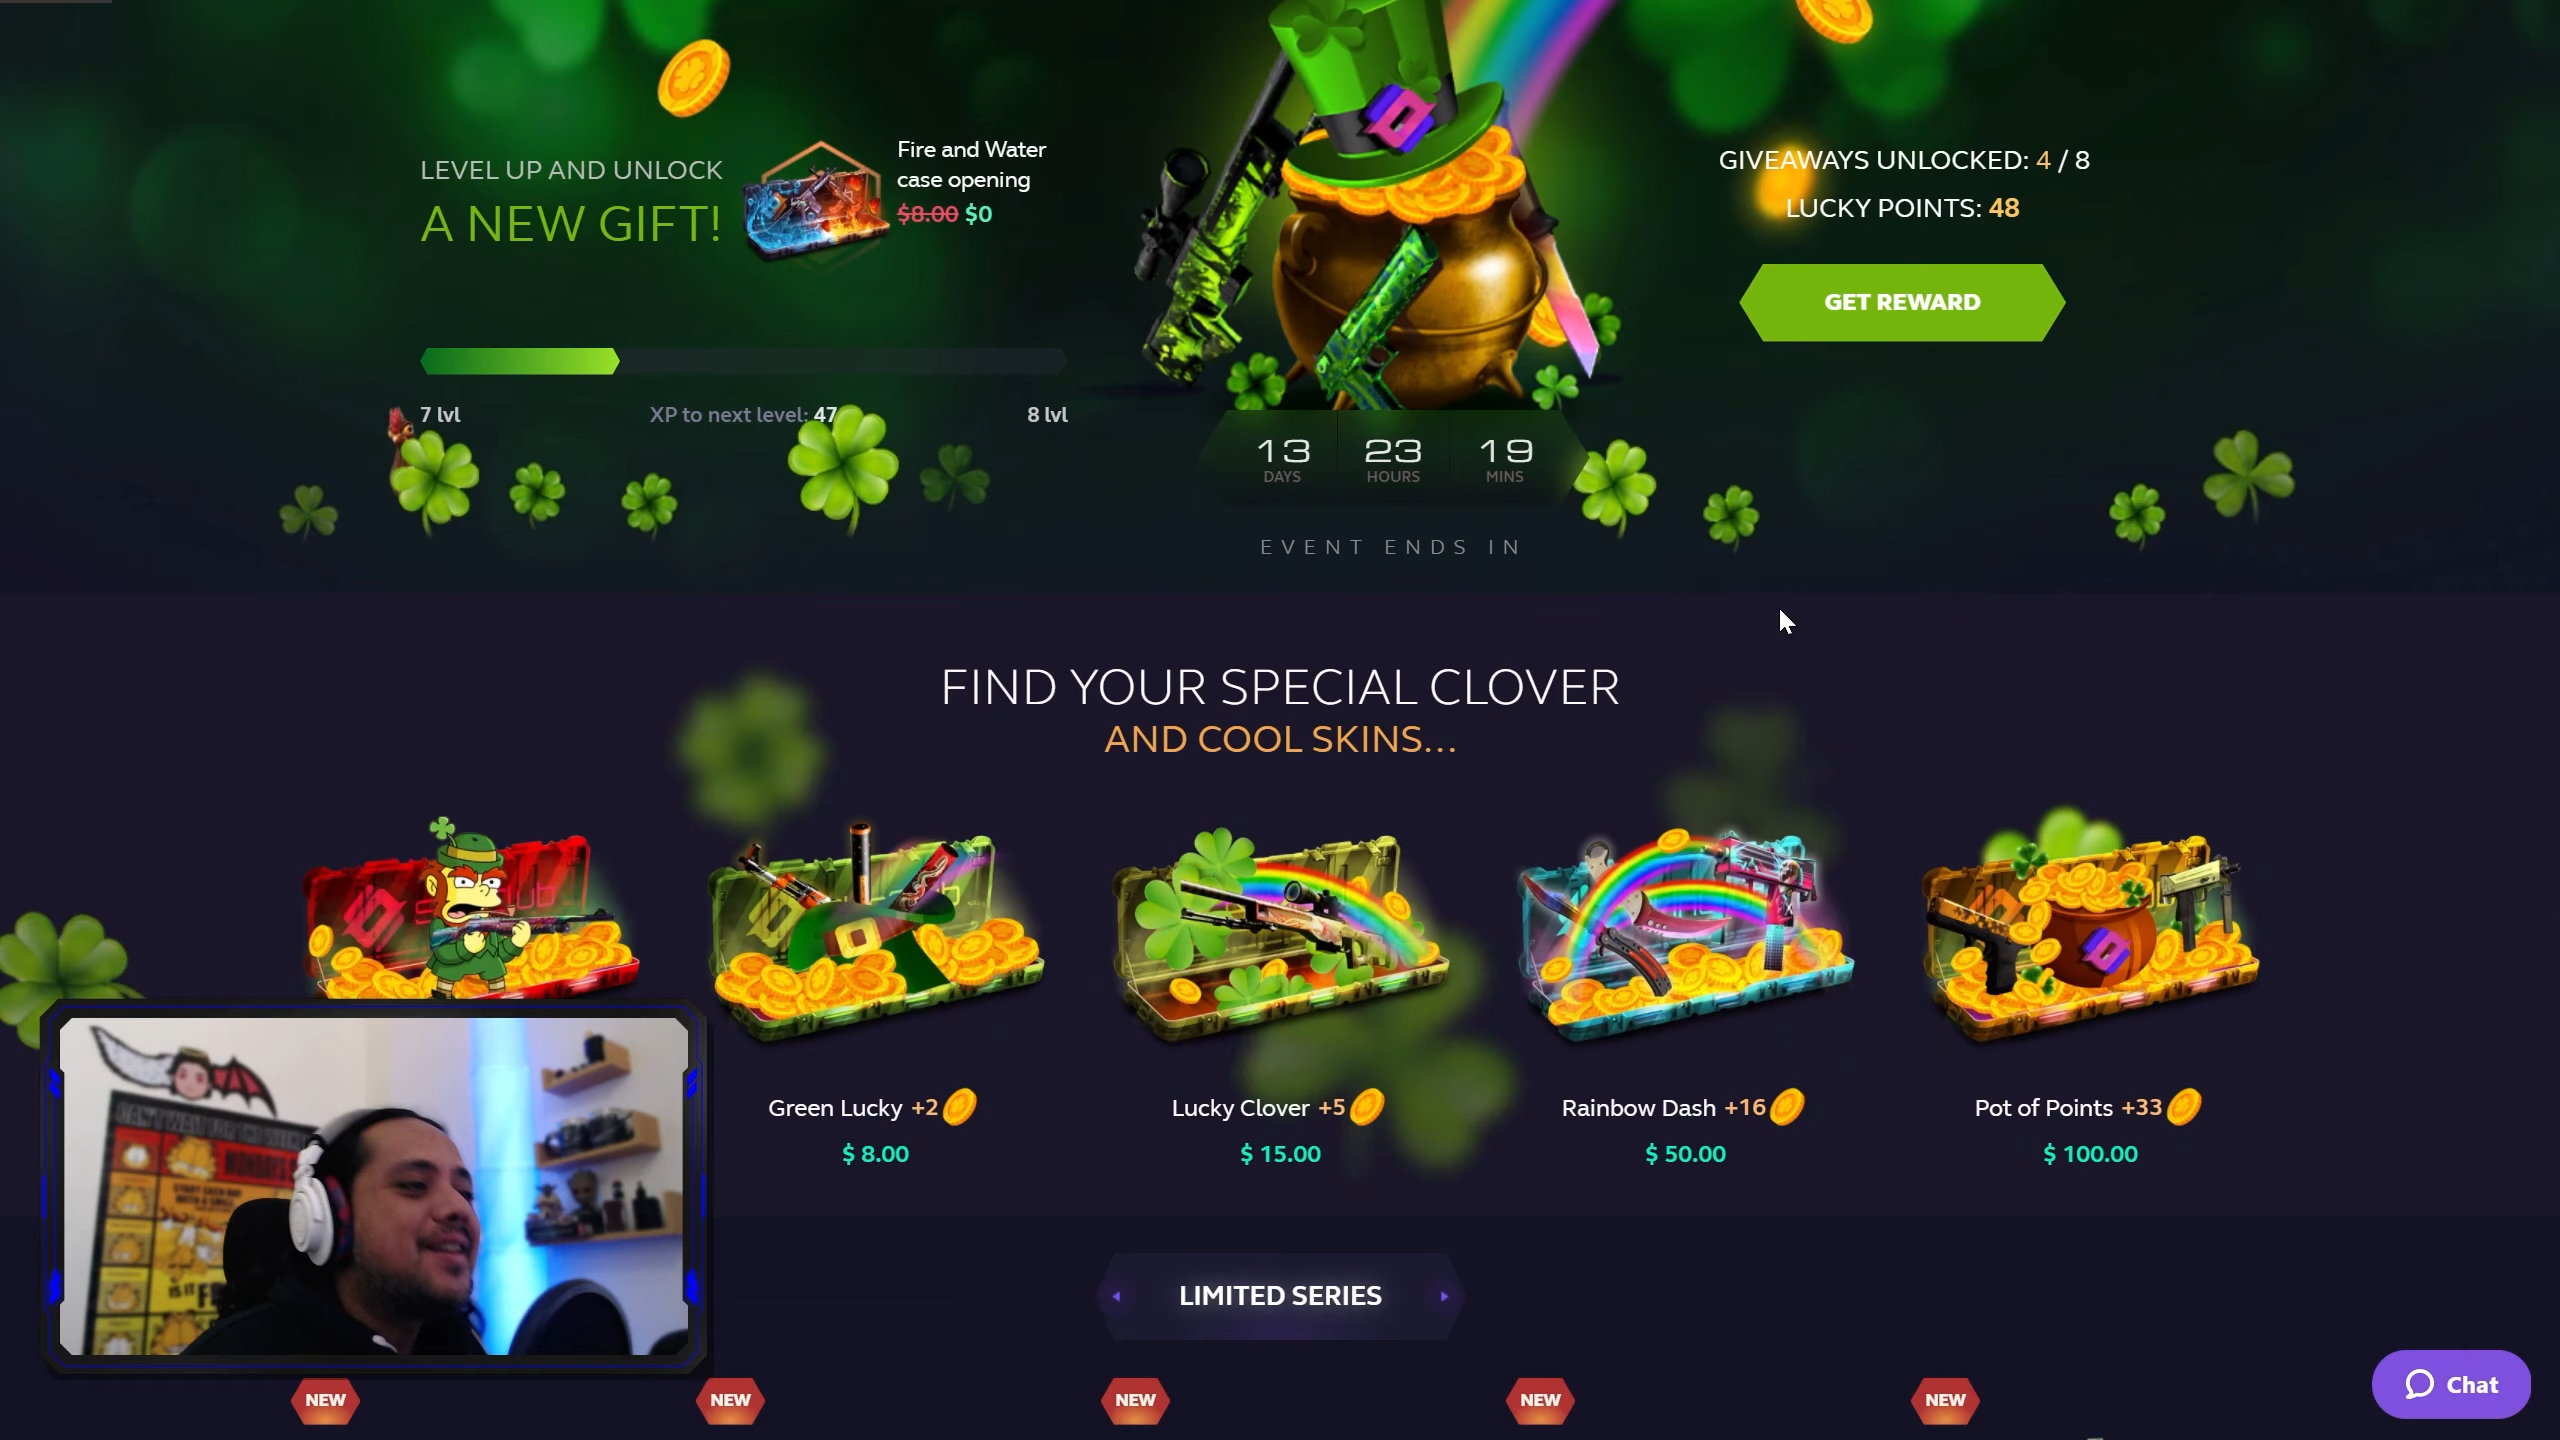 LEVEL UP AND UNLOCK
A NEW GIFT!
Fire and Water
case opening
$8.00 $0
7 lvl
XP to next level: 47
8 lvl
GIVEAWAYS UNLOCKED: 4 / 8
LUCKY POINTS: 48
GET REWARD
13 23 19
DAYS HOURS MINS
EVENT ENDS IN
FIND YOUR SPECIAL CLOVER
AND COOL SKINS...
Green Lucky +2
$ 8.00
Lucky Clover +5
$ 15.00
Rainbow Dash +16
$ 50.00
Pot of Points +33
$ 100.00
LIMITED SERIES
NEW
NEW
NEW
NEW
NEW
Chat